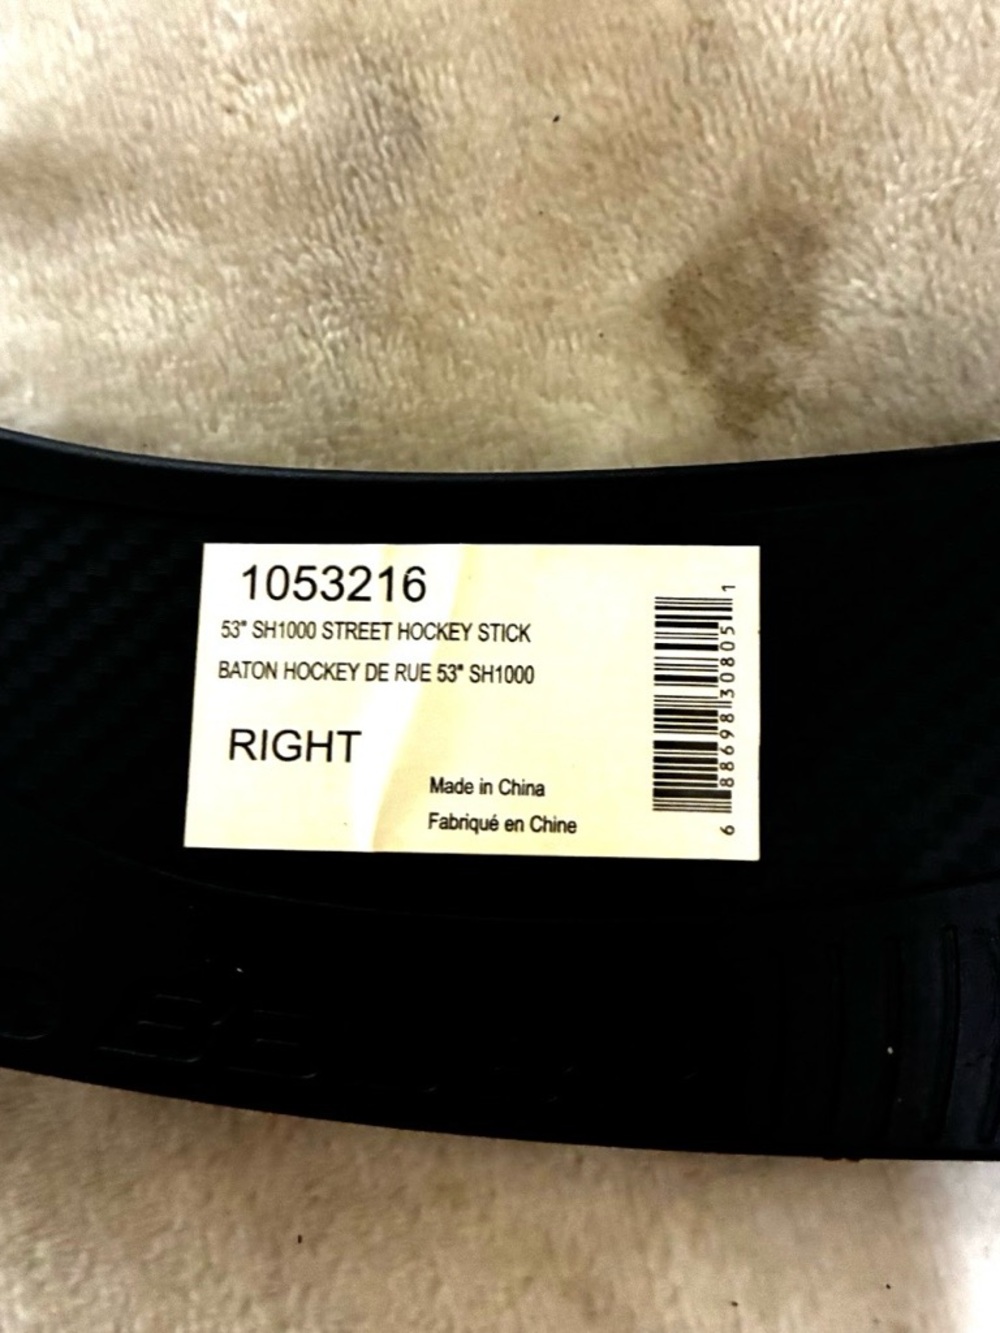 1053216
53" SH1000 STREET HOCKEY STICK
BATON HOCKEY DE RUE 53" SH1000
RIGHT
Made in China
Fabriqué en Chine
6 88698 30805 1